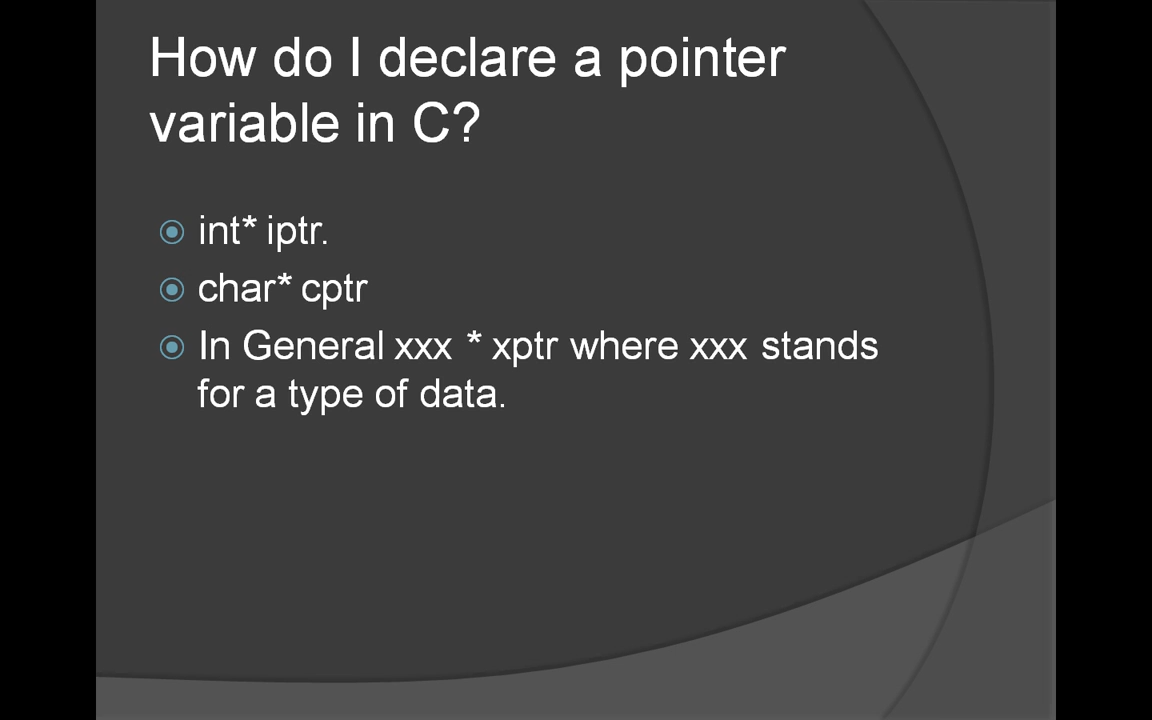 How do I declare a pointer
variable in C?
int* iptr.
char* cptr
In General xxx * xptr where xxx stands
for a type of data.